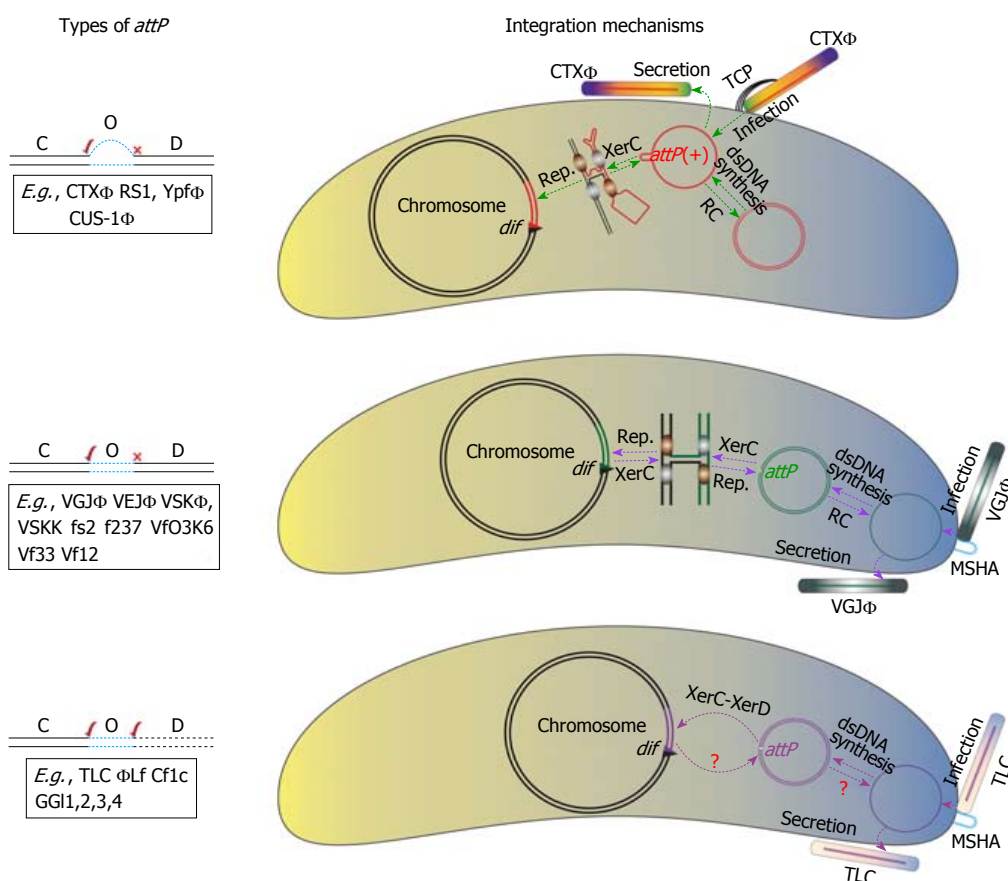 Types of attP
Integration mechanisms
C O D
E.g., CTXΦ RS1, YpfΦ
CUS-1Φ
CTXΦ
Secretion
TCP
CTXΦ
Infection
Chromosome
dif
Rep.
XerC
attP(+)
dsDNA
synthesis
RC
C O D
E.g., VGJΦ VEJΦ VSKΦ,
VSKK fs2 f237 VfO3K6
Vf33 Vf12
Chromosome
dif
Rep.
XerC
XerC
Rep.
attP
dsDNA
synthesis
RC
Infection
VGJΦ
MSHA
Secretion
VGJΦ
C O D
E.g., TLC ΦLf Cf1c
GGI1,2,3,4
Chromosome
dif
XerC-XerD
?
attP
dsDNA
synthesis
?
Infection
TLC
MSHA
Secretion
TLC